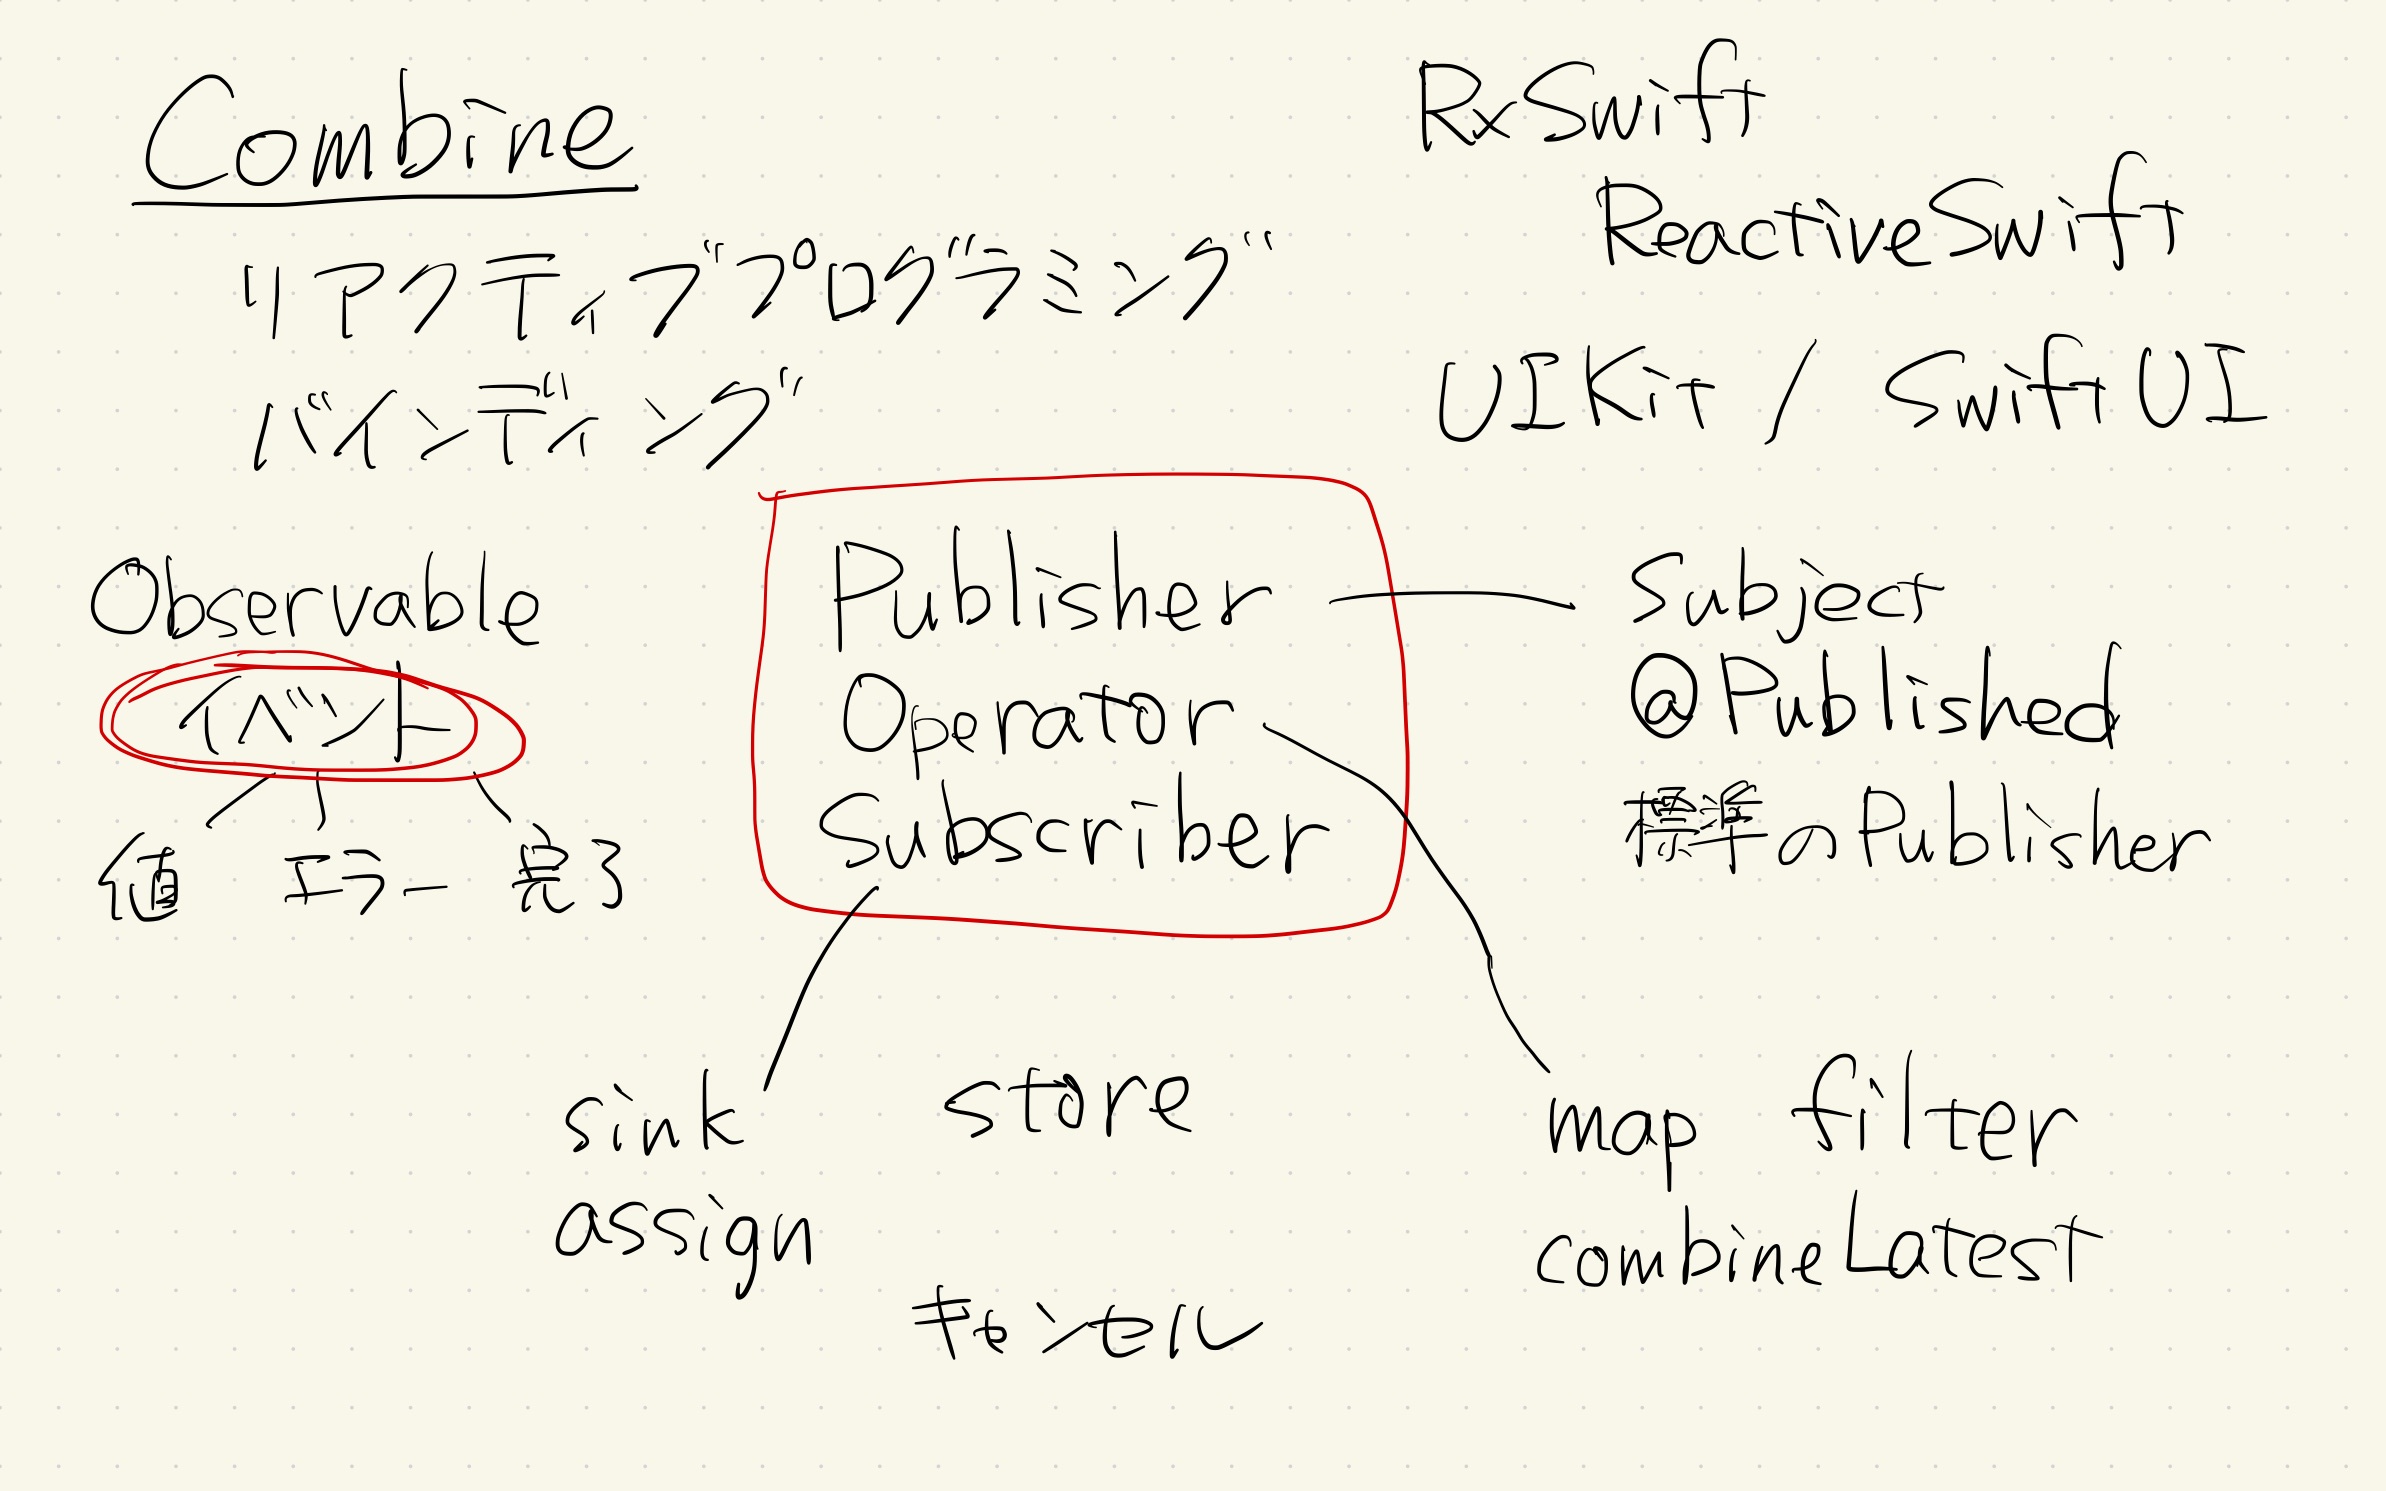 Combine
リアクティブプログラミング
バインディング
RxSwift
ReactiveSwift
UIKit / SwiftUI
Observable
イベント
値 エラー 完了
Publisher
Operator
Subscriber
Subject
@Published
標準のPublisher
sink
assign
store
キャンセル
map filter
combineLatest